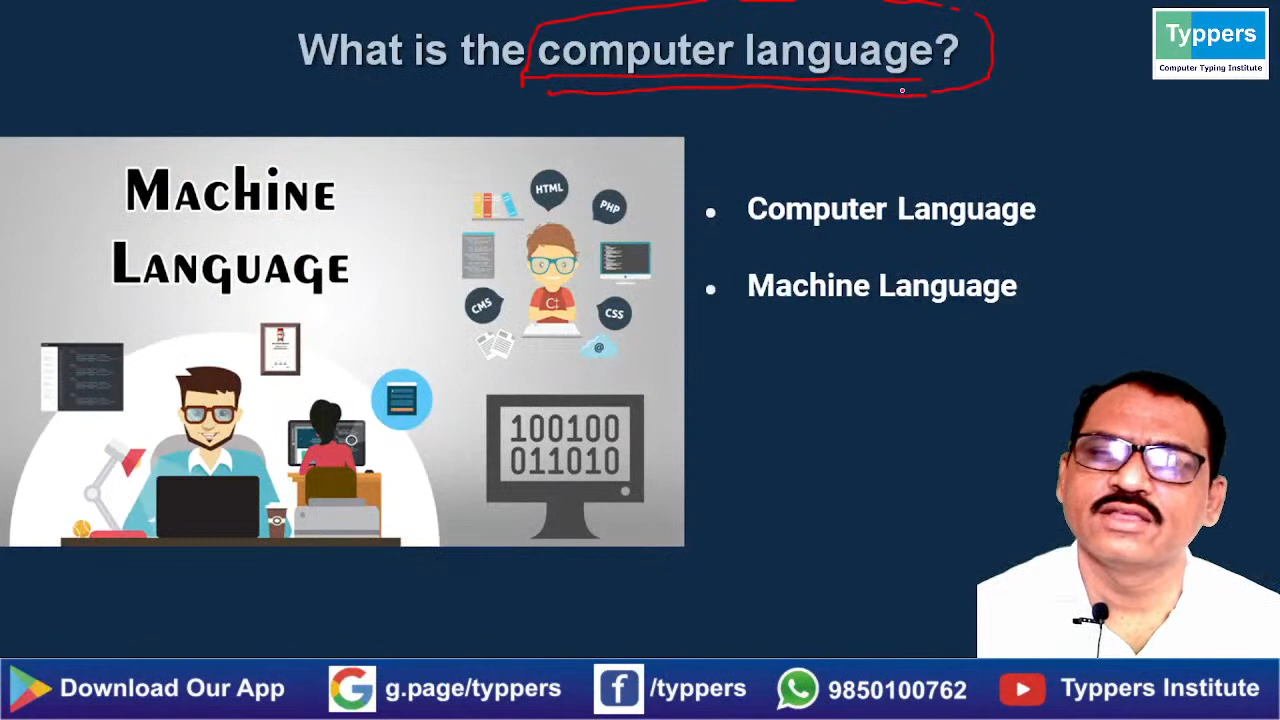 What is the computer language?
Typpers
Computer Typing Institute
MACHINE
LANGUAGE
HTML
PHP
CMS
CSS
C+
@
100100
011010
• Computer Language
• Machine Language
Download Our App
g.page/typpers
/typpers
9850100762
Typpers Institute